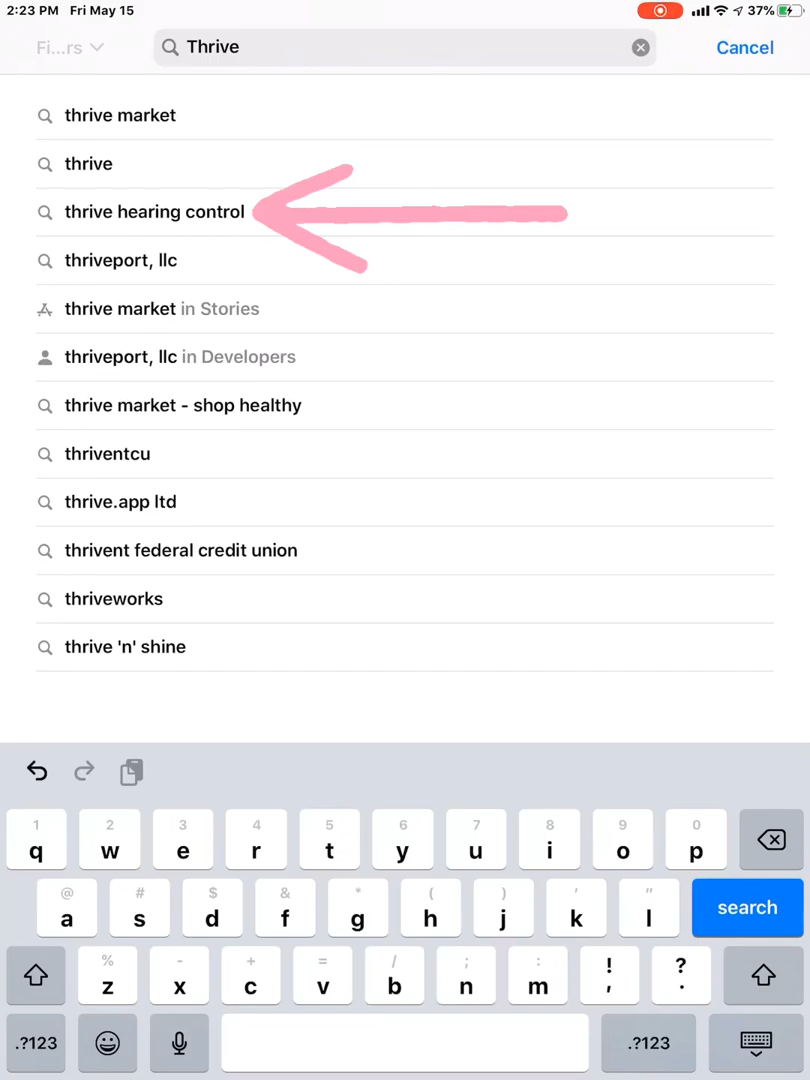 2:23 PM Fri May 15 37%
Fi...rs Thrive Cancel
thrive market
thrive
thrive hearing control
thriveport, llc
thrive market in Stories
thriveport, llc in Developers
thrive market - shop healthy
thriventcu
thrive.app ltd
thrivent federal credit union
thriveworks
thrive 'n' shine
1 2 3 4 5 6 7 8 9 0
q w e r t y u i o p
@ # $ & * ( ) ' "
a s d f g h j k l search
% - + = / ; : ! ?
z x c v b n m , .
.?123 .?123